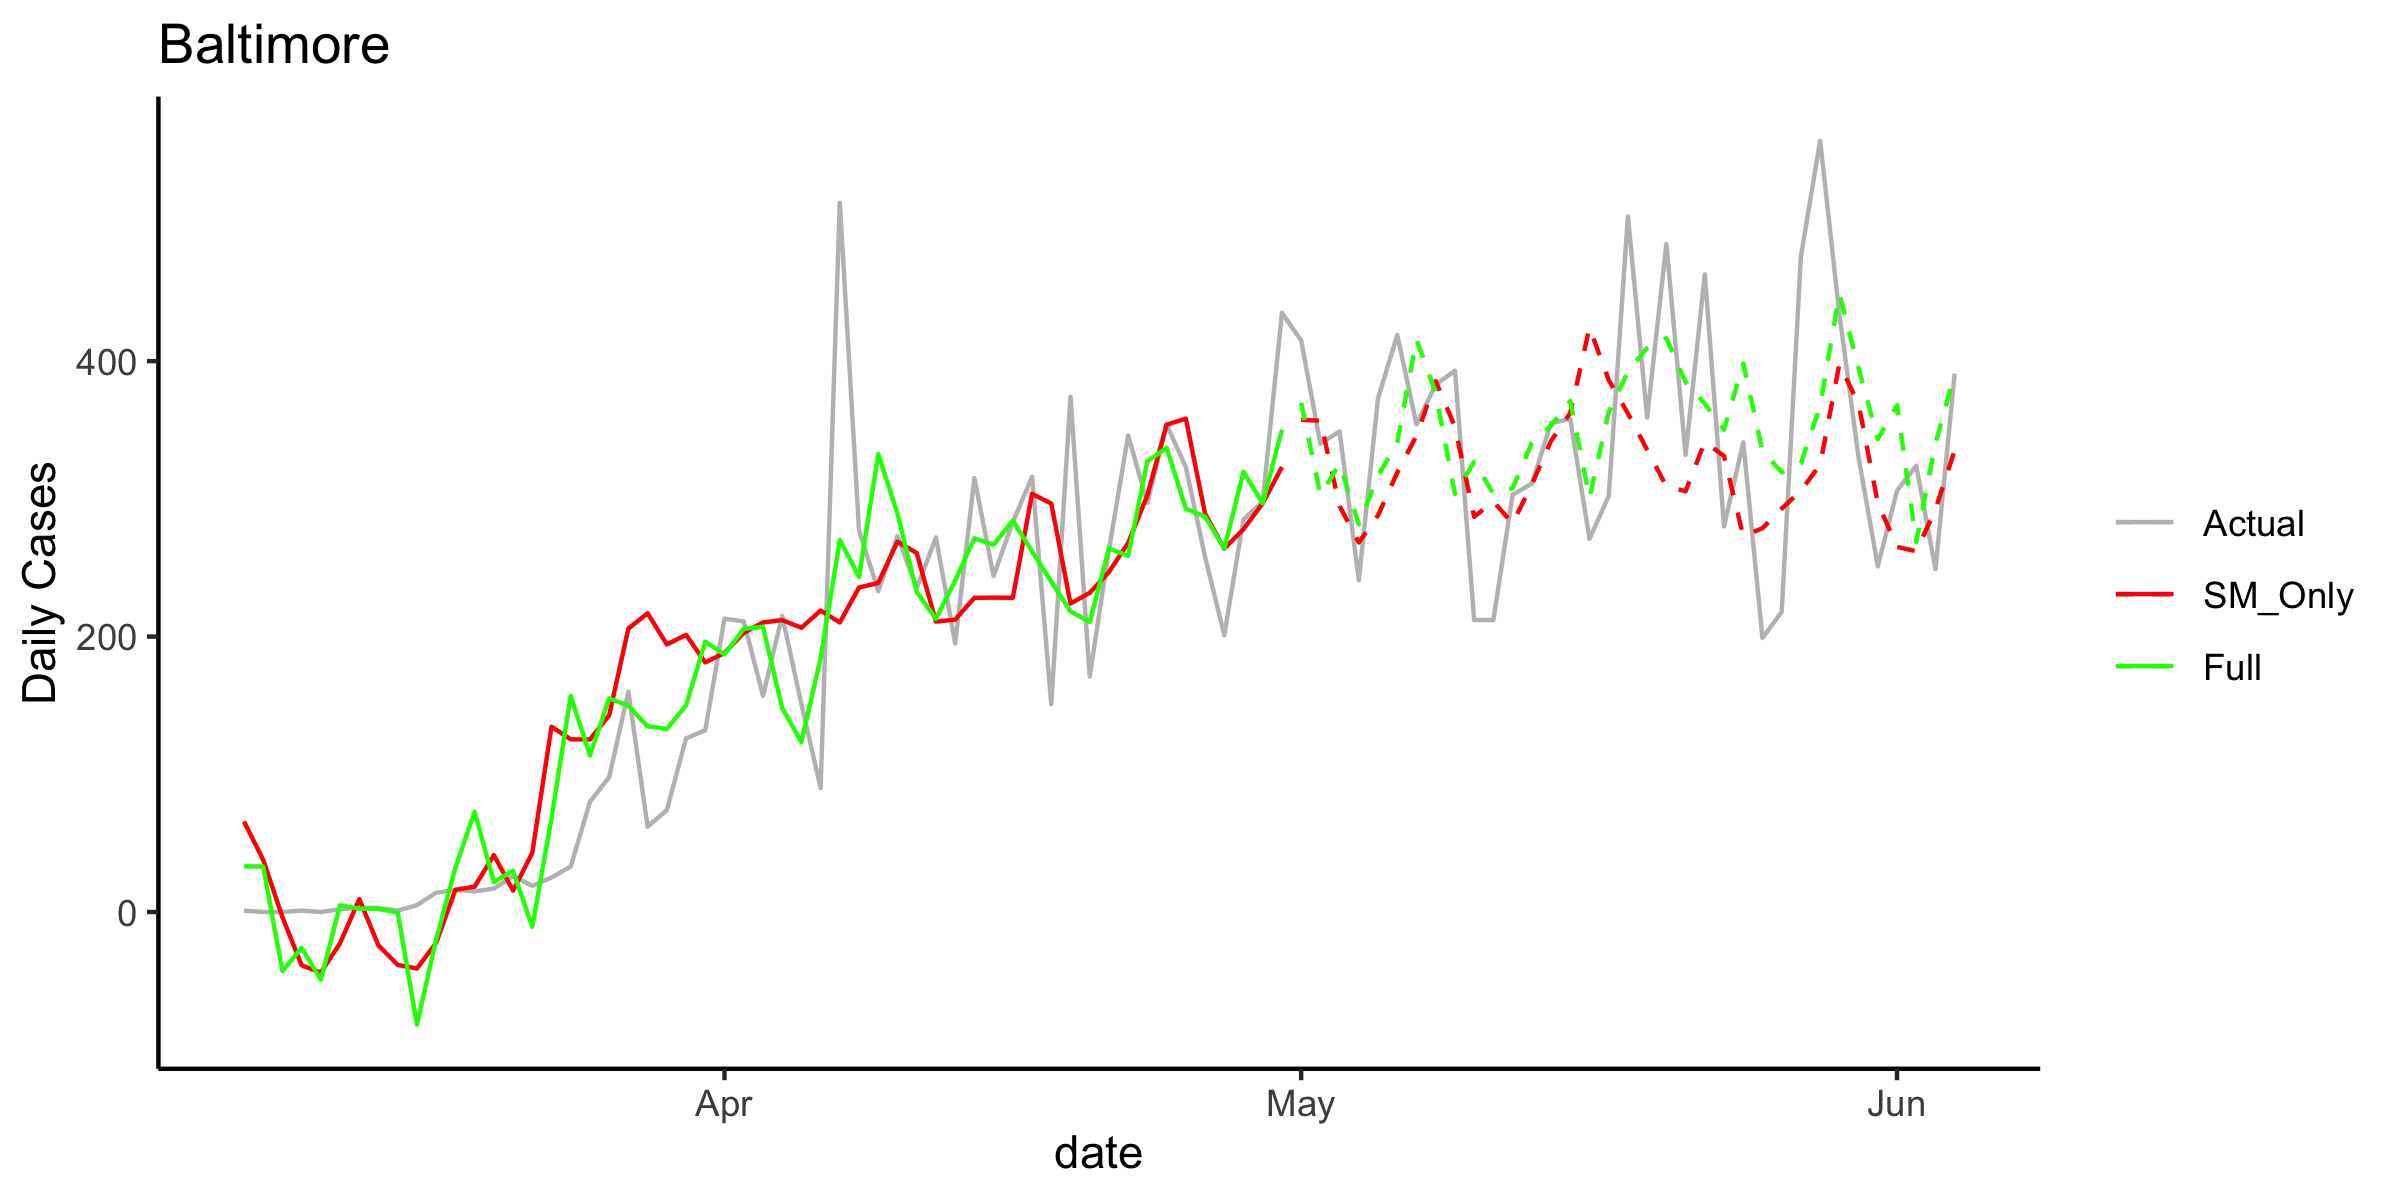 Baltimore
Daily Cases
400
200
0
Apr
May
Jun
date
Actual
SM_Only
Full